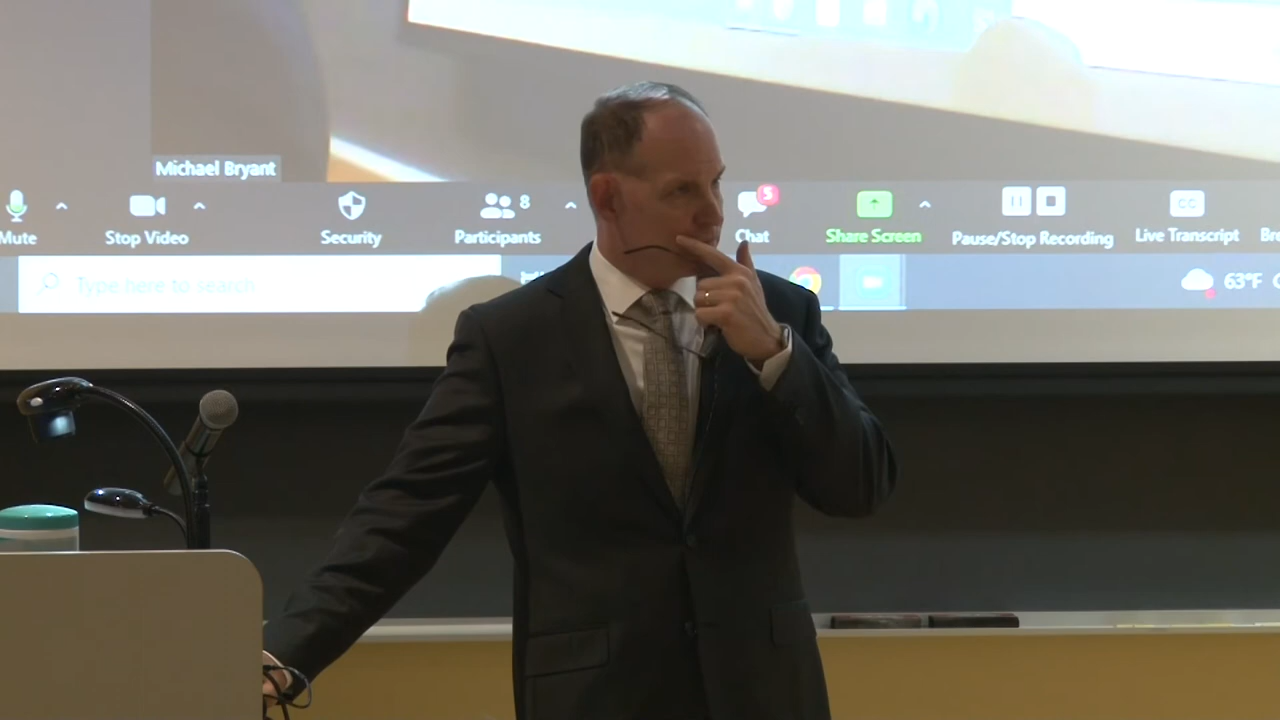 Michael Bryant
8
5
CC
Mute
Stop Video
Security
Participants
Chat
Share Screen
Pause/Stop Recording
Live Transcript
Type here to search
63°F